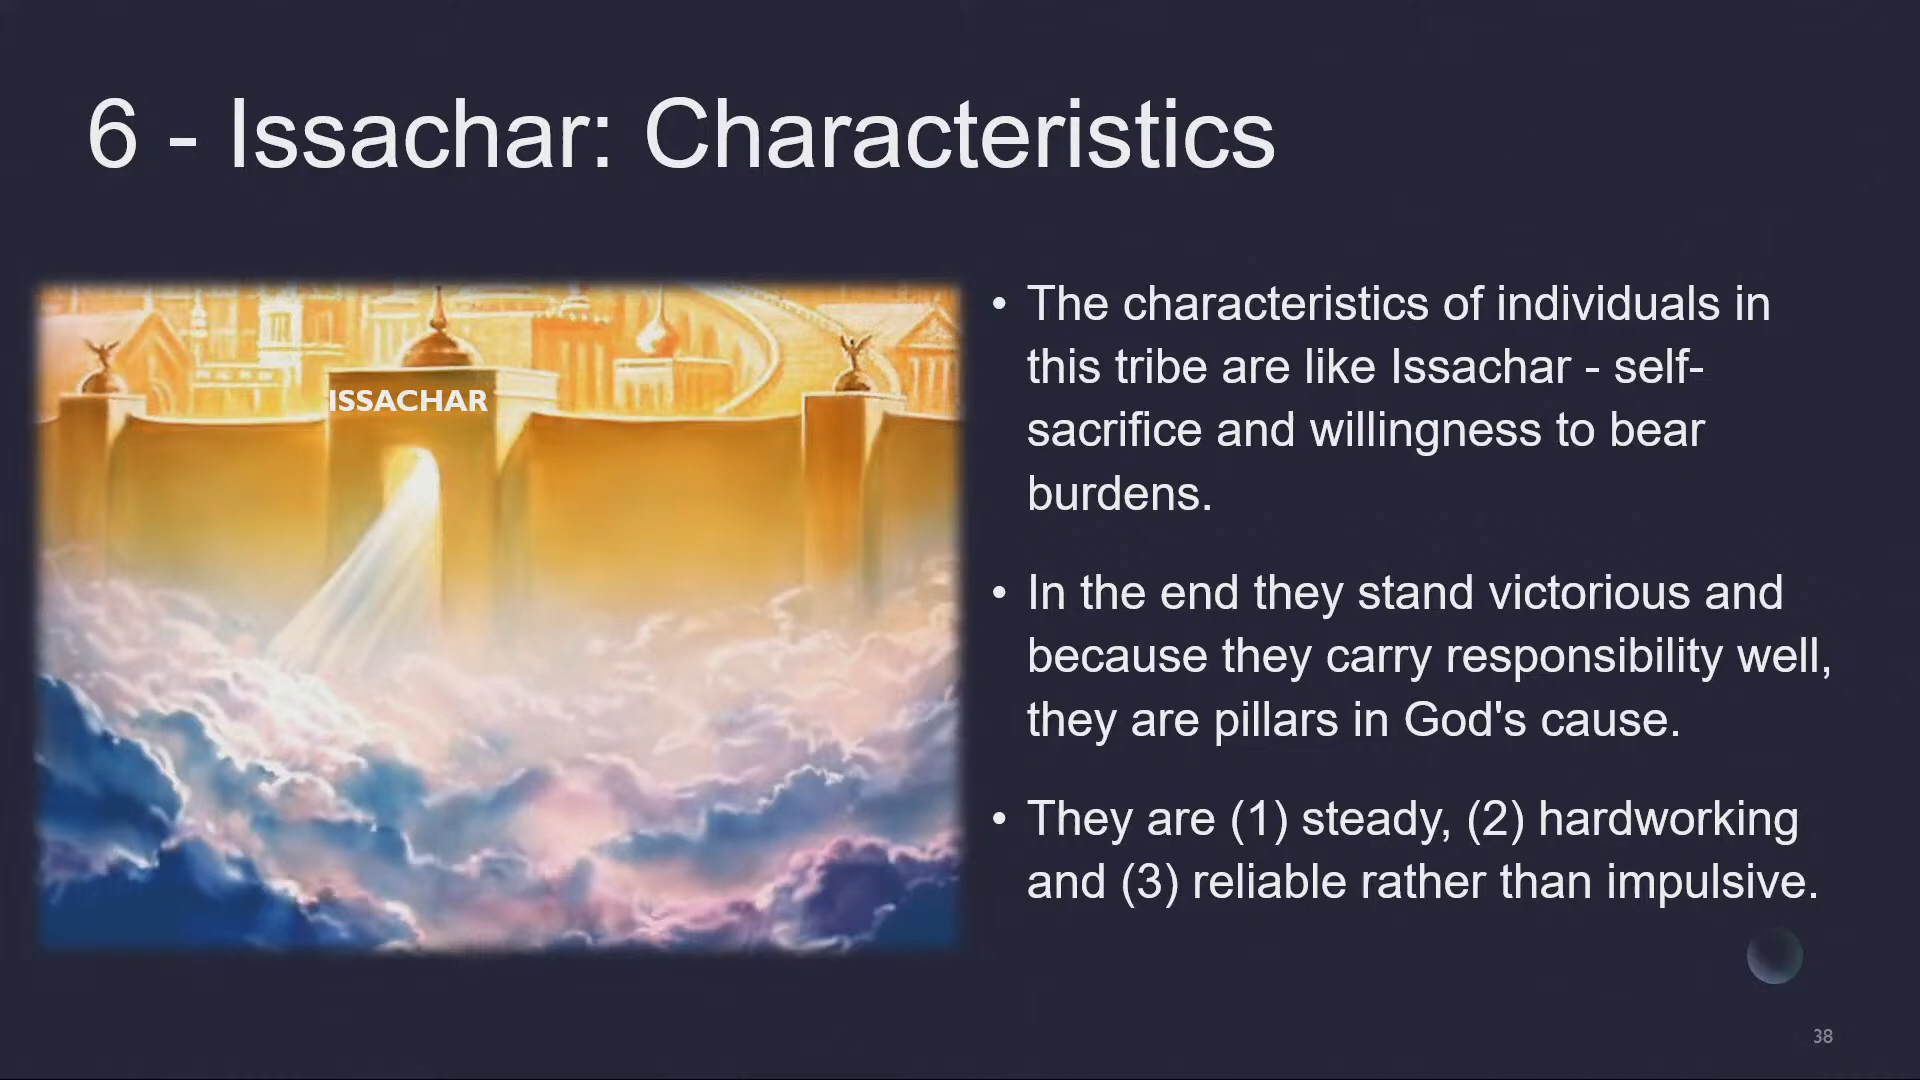 6 - Issachar: Characteristics
ISSACHAR
• The characteristics of individuals in
this tribe are like Issachar - self-
sacrifice and willingness to bear
burdens.
• In the end they stand victorious and
because they carry responsibility well,
they are pillars in God's cause.
• They are (1) steady, (2) hardworking
and (3) reliable rather than impulsive.
38